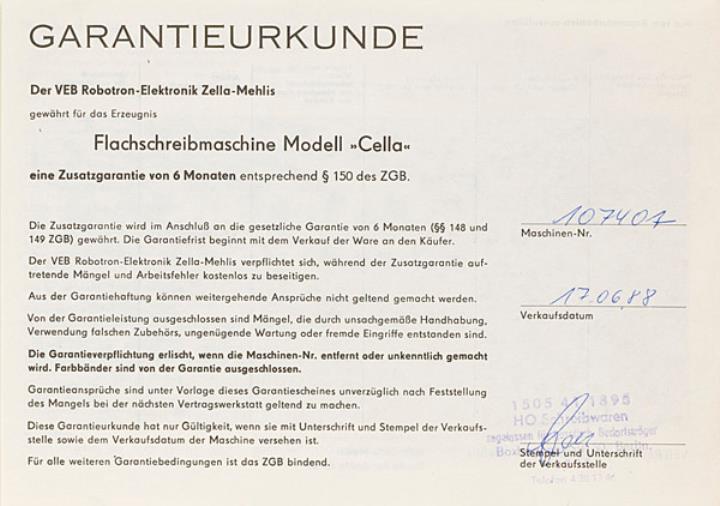 GARANTIEURKUNDE
Der VEB Robotron-Elektronik Zella-Mehlis
gewährt für das Erzeugnis
Flachschreibmaschine Modell »Cella«
eine Zusatzgarantie von 6 Monaten entsprechend § 150 des ZGB.
Die Zusatzgarantie wird im Anschluß an die gesetzliche Garantie von 6 Monaten (§§ 148 und
149 ZGB) gewährt. Die Garantiefrist beginnt mit dem Verkauf der Ware an den Käufer.
Der VEB Robotron-Elektronik Zella-Mehlis verpflichtet sich, während der Zusatzgarantie auf-
tretende Mängel und Arbeitsfehler kostenlos zu beseitigen.
Aus der Garantiehaftung können weitergehende Ansprüche nicht geltend gemacht werden.
Von der Garantieleistung ausgeschlossen sind Mängel, die durch unsachgemäße Handhabung,
Verwendung falschen Zubehörs, ungenügende Wartung oder fremde Eingriffe entstanden sind.
Die Garantieverpflichtung erlischt, wenn die Maschinen-Nr. entfernt oder unkenntlich gemacht
wird. Farbbänder sind von der Garantie ausgeschlossen.
Garantieansprüche sind unter Vorlage dieses Garantiescheines unverzüglich nach Feststellung
des Mangels bei der nächsten Vertragswerkstatt geltend zu machen.
Diese Garantieurkunde hat nur Gültigkeit, wenn sie mit Unterschrift und Stempel der Verkaufs-
stelle sowie dem Verkaufsdatum der Maschine versehen ist.
Für alle weiteren Garantiebedingungen ist das ZGB bindend.
107401
Maschinen-Nr.
17.06.88
Verkaufsdatum
1505 41 1895
HO Schreibwaren
zugelassen Bedarfsträger
Stempel und Unterschrift
der Verkaufsstelle
Telefon